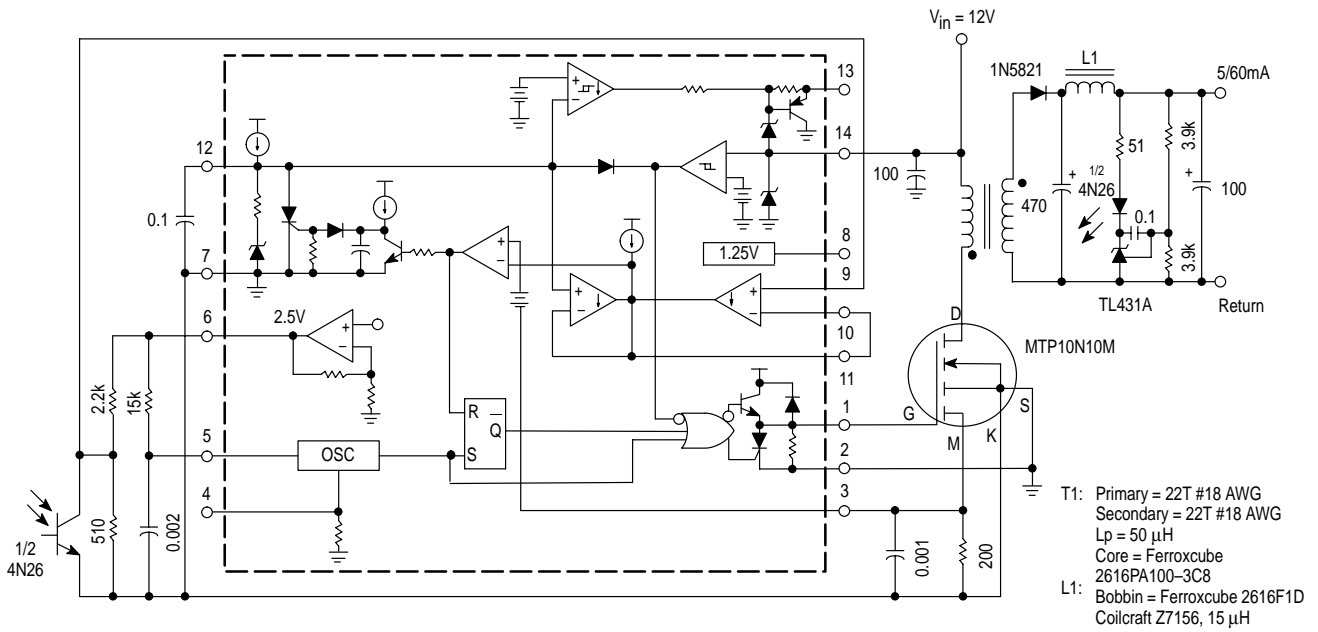 Vin = 12V
L1
1N5821
5/60mA
13
14
12
100
51
3.9k
+ 1/2
4N26
+
100
470
0.1
0.1
3.9k
8
1.25V
9
7
+
−
+
−
+
−
TL431A
Return
6
2.5V
+
−
10
D
MTP10N10M
11
2.2k
15k
R
Q
S
1
G
S
M
K
5
OSC
2
4
3
510
0.002
1/2
4N26
0.001
200
T1: Primary = 22T #18 AWG
Secondary = 22T #18 AWG
Lp = 50 μH
Core = Ferroxcube
2616PA100–3C8
L1: Bobbin = Ferroxcube 2616F1D
Coilcraft Z7156, 15 μH